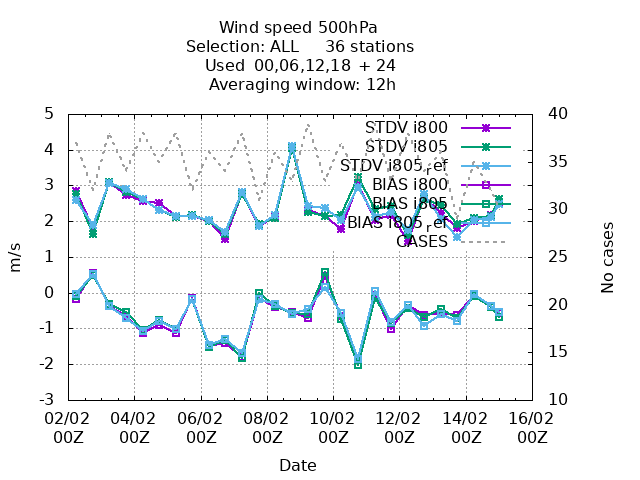 Wind speed 500hPa
Selection: ALL 36 stations
Used 00,06,12,18 + 24
Averaging window: 12h
5
4
3
2
1
0
-1
-2
-3
m/s
40
35
30
25
20
15
10
No cases
STDV i800
STDV i805
STDV i805ref
BIAS i800
BIAS i805
BIAS i805ref
CASES
02/02 04/02 06/02 08/02 10/02 12/02 14/02 16/02
00Z 00Z 00Z 00Z 00Z 00Z 00Z 00Z
Date